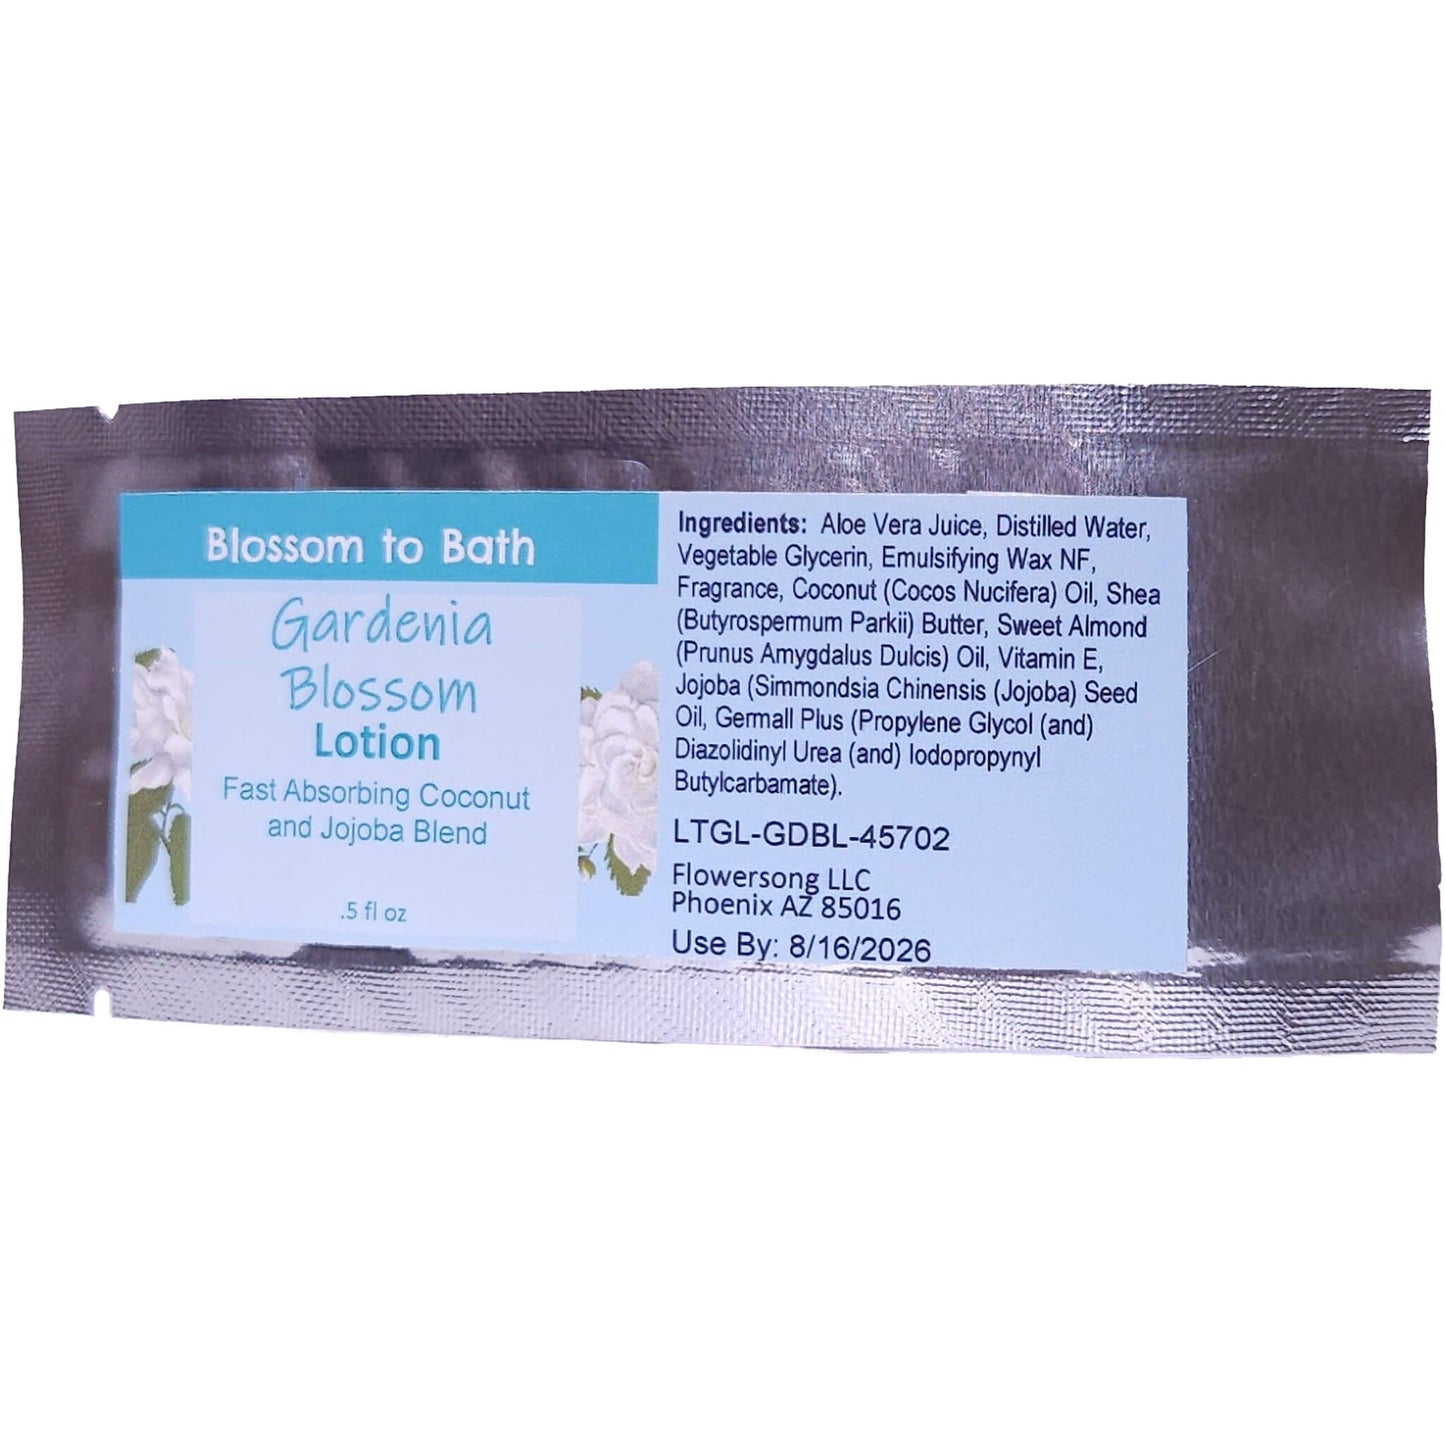 Blossom to Bath
Gardenia
Blossom
Lotion
Fast Absorbing Coconut
and Jojoba Blend
.5 fl oz
Ingredients: Aloe Vera Juice, Distilled Water,
Vegetable Glycerin, Emulsifying Wax NF,
Fragrance, Coconut (Cocos Nucifera) Oil, Shea
(Butyrospermum Parkii) Butter, Sweet Almond
(Prunus Amygdalus Dulcis) Oil, Vitamin E,
Jojoba (Simmondsia Chinensis (Jojoba) Seed
Oil, Germall Plus (Propylene Glycol (and)
Diazolidinyl Urea (and) Iodopropynyl
Butylcarbamate).
LTGL-GDBL-45702
Flowersong LLC
Phoenix AZ 85016
Use By: 8/16/2026